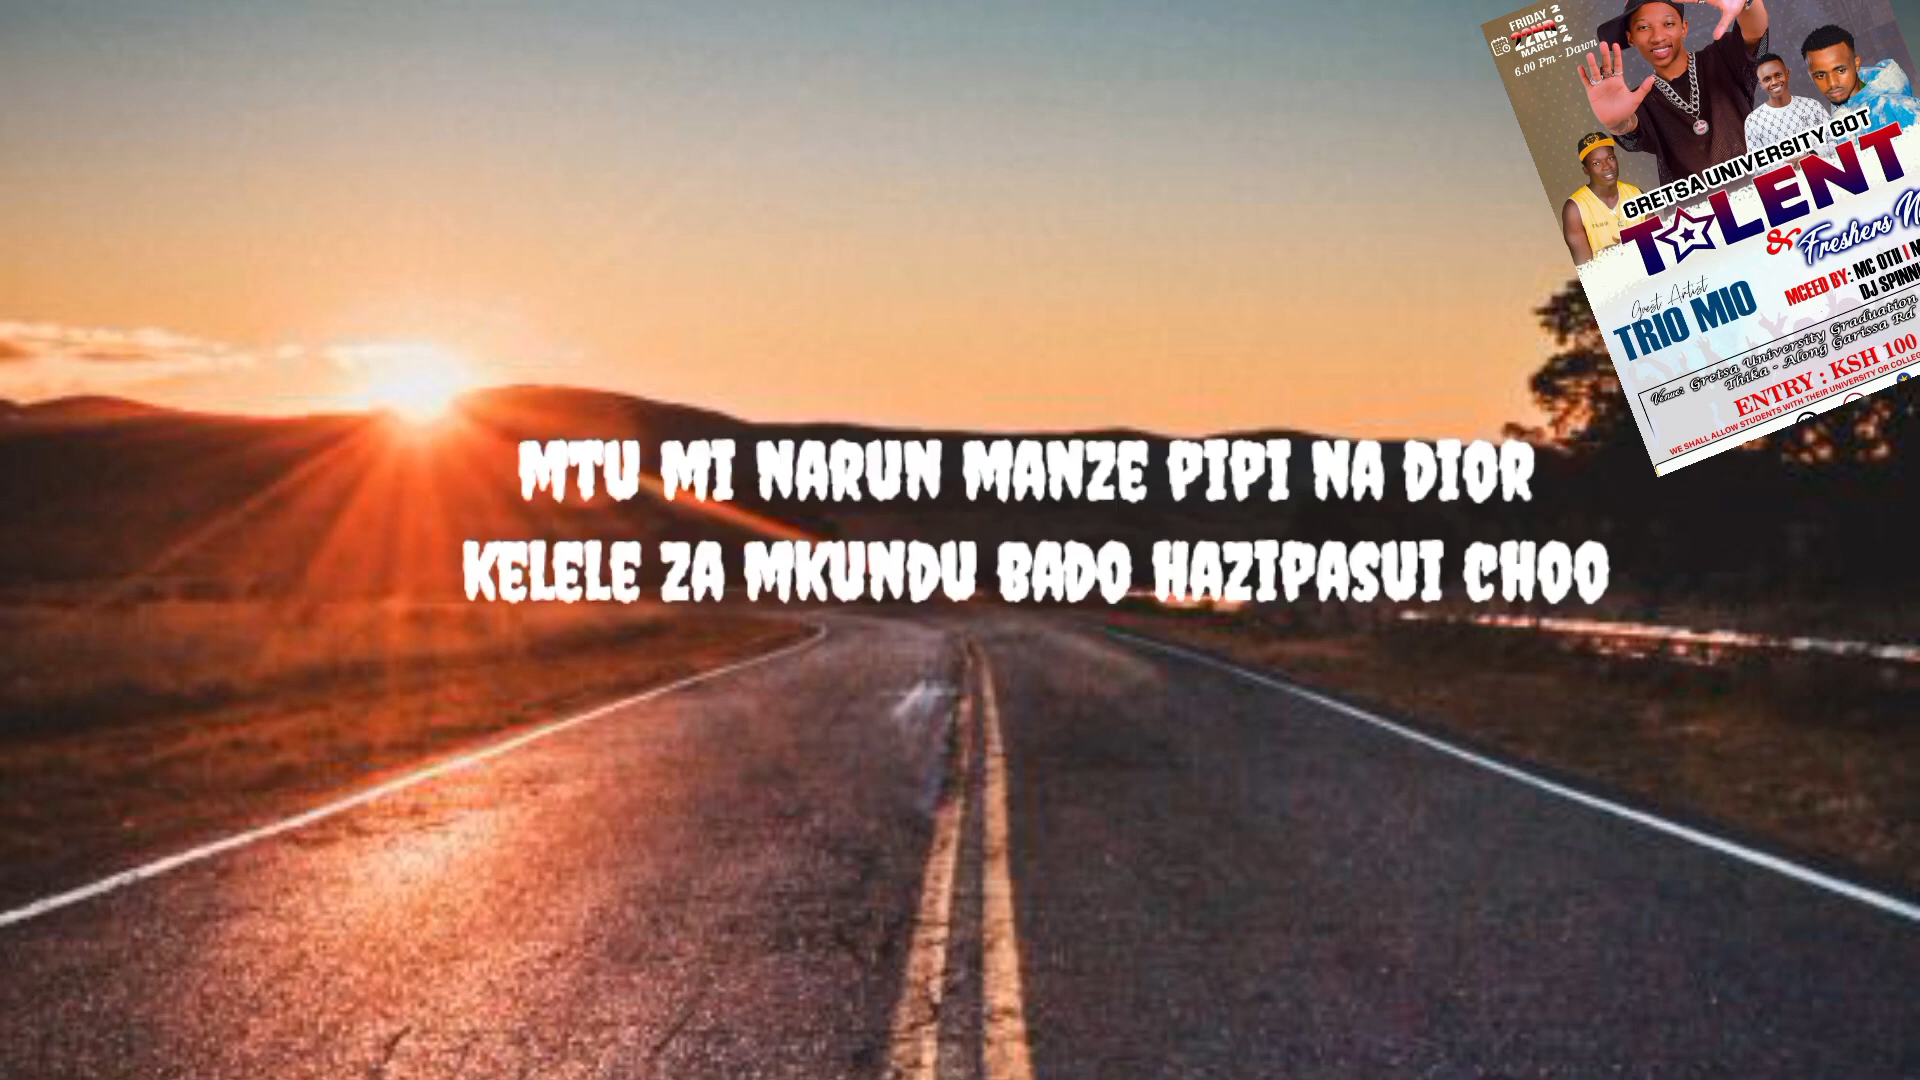 FRIDAY
22ND
MARCH
2024
6.00 Pm - Dawn
GRETSA UNIVERSITY GOT
TALENT
& Freshers
Guest Artist
TRIO MIO
MCEED BY: MC OTII |
DJ
Venue: Gretsa University Graduation
Thika - Along Garissa Rd
ENTRY : KSH 100
WE SHALL ALLOW STUDENTS WITH THEIR UNIVERSITY OR
MTU MI NARUN MANZE PIPI NA DIOR
KELELE ZA MKUNDU BADO HAZIPASUI CHOO